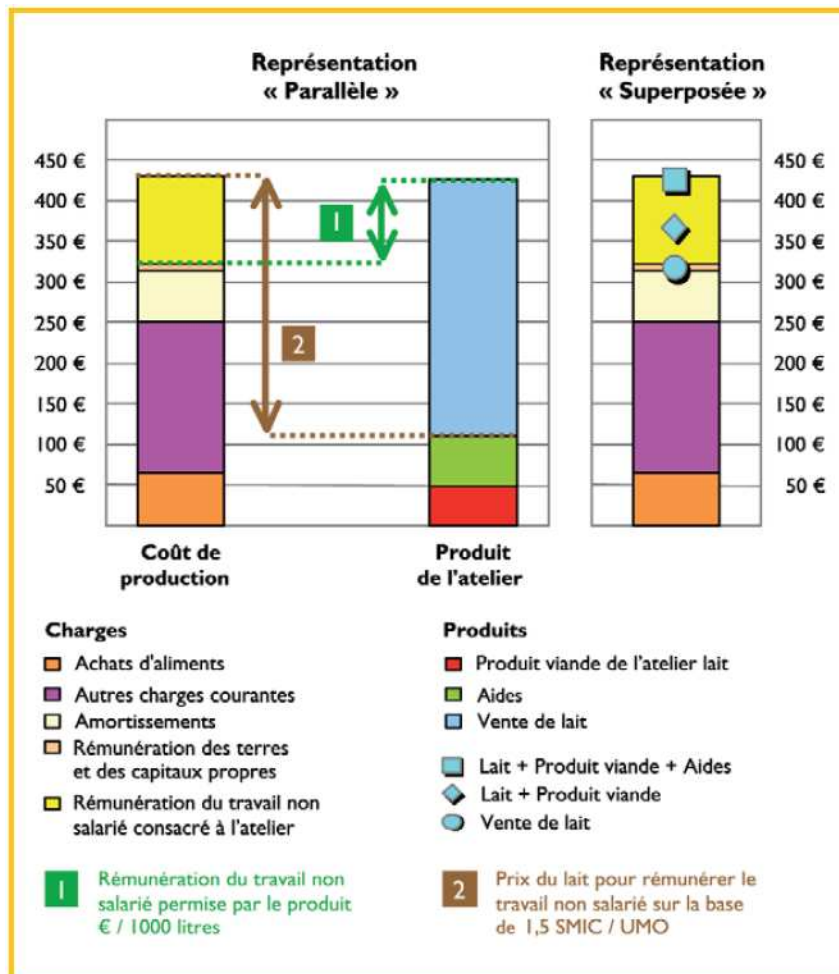 Représentation
« Parallèle »
Représentation
« Superposée »
450 €
400 €
350 €
300 €
250 €
200 €
150 €
100 €
50 €
1
2
450 €
400 €
350 €
300 €
250 €
200 €
150 €
100 €
50 €
Coût de
production
Produit
de l'atelier
Charges
Achats d'aliments
Autres charges courantes
Amortissements
Rémunération des terres
et des capitaux propres
Rémunération du travail non
salarié consacré à l'atelier
1
Rémunération du travail non
salarié permise par le produit
€ / 1000 litres
Produits
Produit viande de l'atelier lait
Aides
Vente de lait
Lait + Produit viande + Aides
Lait + Produit viande
Vente de lait
2
Prix du lait pour rémunérer le
travail non salarié sur la base
de 1,5 SMIC / UMO